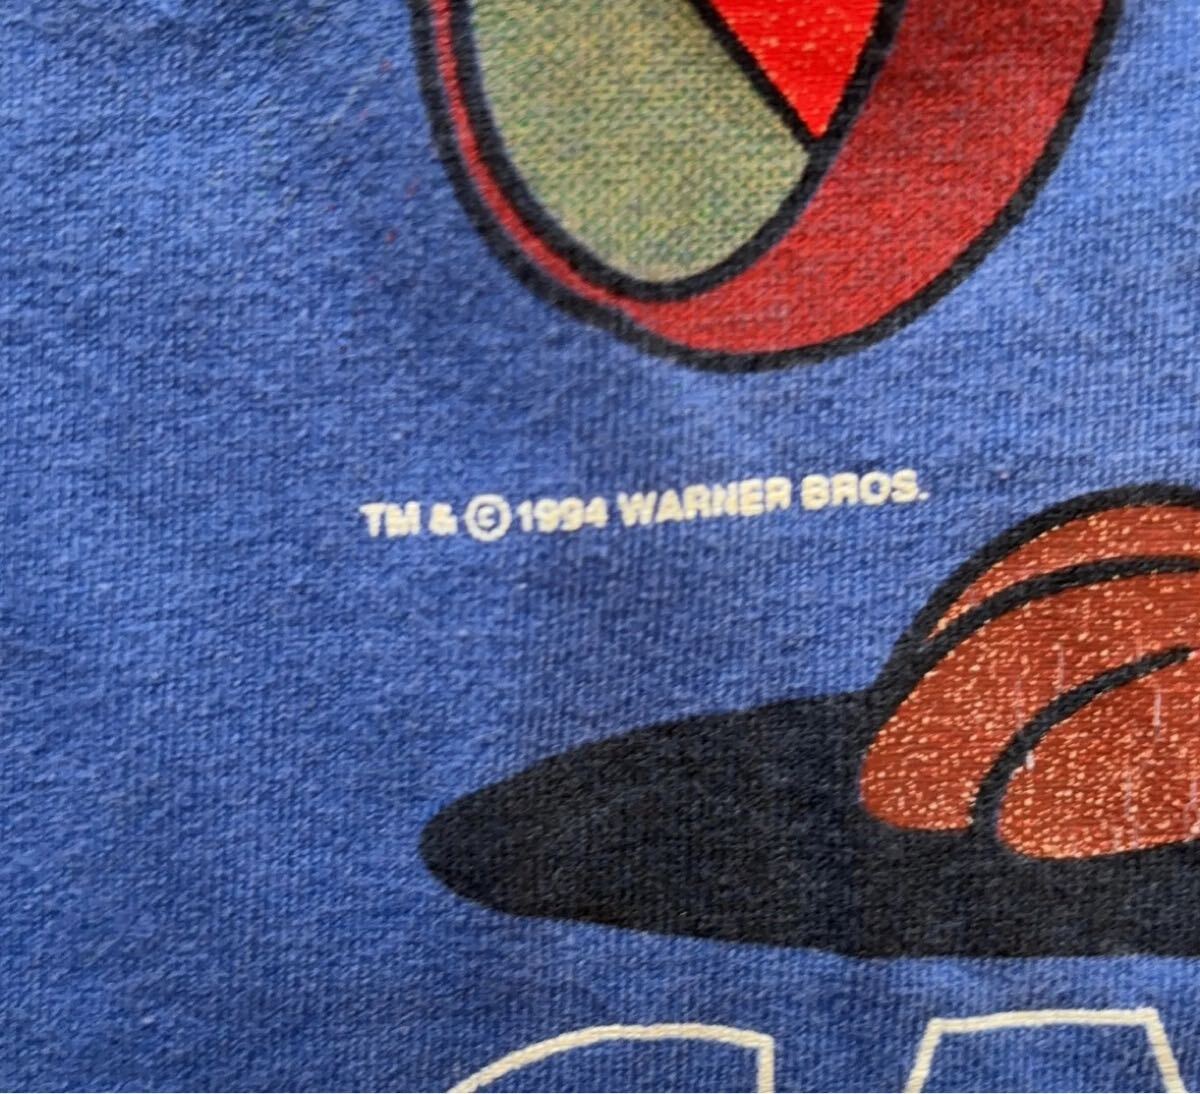 TM & © 1994 WARNER BROS.